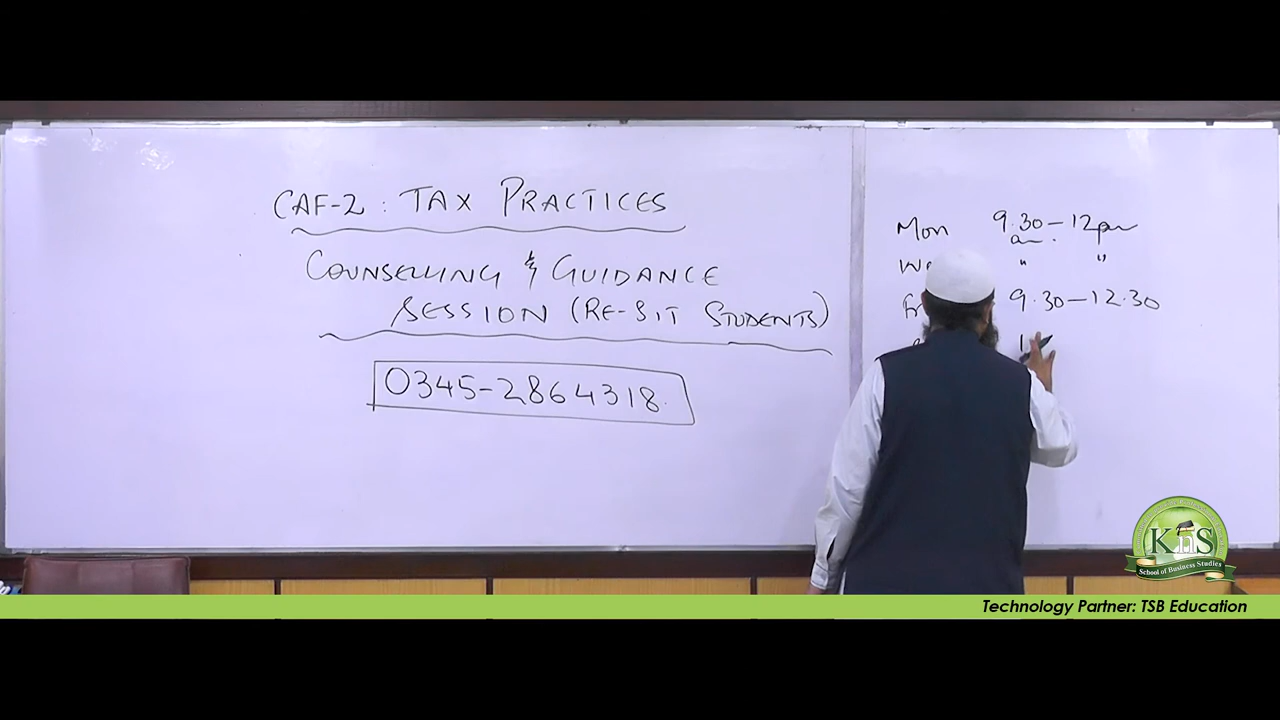 CAF-2: TAX PRACTICES
COUNSELLING & GUIDANCE
SESSION (RE-SIT STUDENTS)
0345-2864318.
Mon 9.30 – 12pm
am.
" "
9.30 – 12.30
KnS
School of Business Studies
Technology Partner: TSB Education